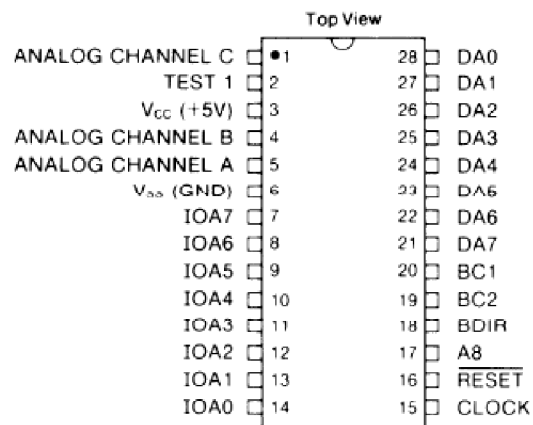 Top View
ANALOG CHANNEL C 1 28 DA0
TEST 1 2 27 DA1
VCC (+5V) 3 26 DA2
ANALOG CHANNEL B 4 25 DA3
ANALOG CHANNEL A 5 24 DA4
(GND) 6 23
IOA7 7 22 DA6
IOA6 8 21 DA7
IOA5 9 20 BC1
IOA4 10 19 BC2
IOA3 11 18 BDIR
IOA2 12 17 A8
IOA1 13 16 RESET
IOA0 14 15 CLOCK